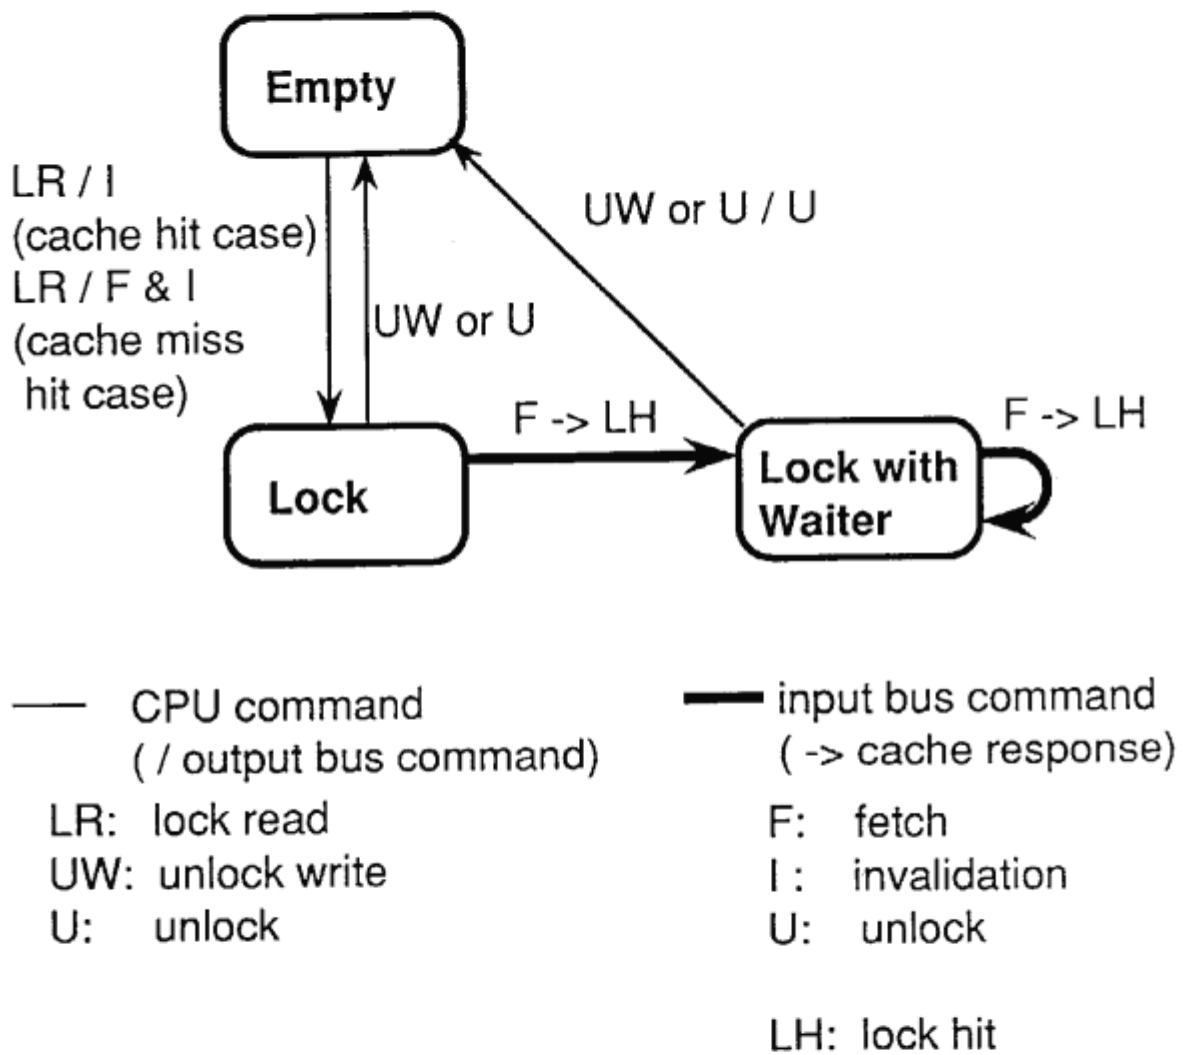 Empty
LR / I
(cache hit case)
LR / F & I
(cache miss
hit case)
UW or U / U
UW or U
F -> LH
F -> LH
Lock
Lock with
Waiter
CPU command
( / output bus command)
LR: lock read
UW: unlock write
U: unlock
input bus command
( -> cache response)
F: fetch
I : invalidation
U: unlock
LH: lock hit